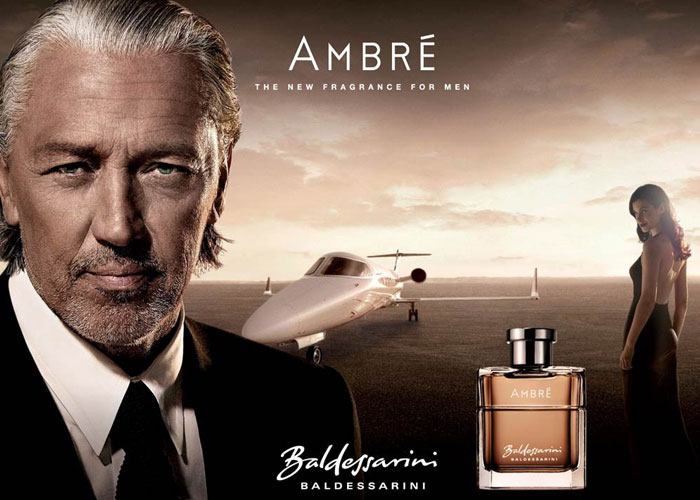 AMBRÉ
THE NEW FRAGRANCE FOR MEN
AMBRÉ
Baldessarini
BALDESSARINI
Baldessarini
BALDESSARINI